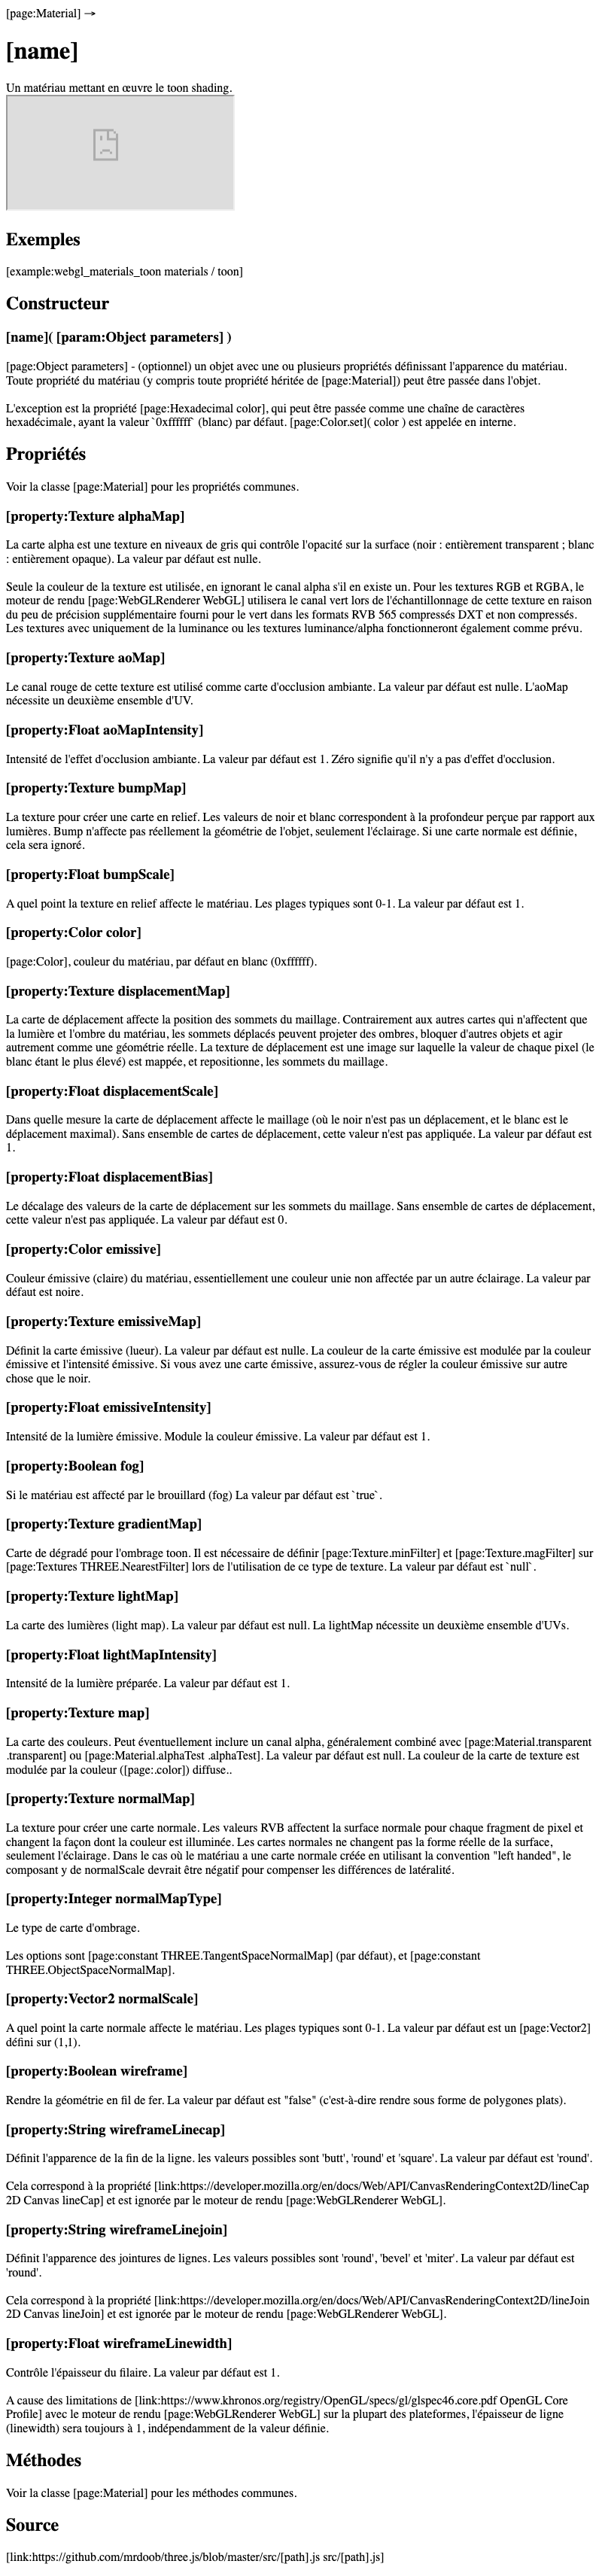 [page:Material] →
[name]
Un matériau mettant en œuvre le toon shading.
Exemples
[example:webgl_materials_toon materials / toon]
Constructeur
[name]( [param:Object parameters] )
[page:Object parameters] - (optionnel) un objet avec une ou plusieurs propriétés définissant l'apparence du matériau.
Toute propriété du matériau (y compris toute propriété héritée de [page:Material]) peut être passée dans l'objet.
L'exception est la propriété [page:Hexadecimal color], qui peut être passée comme une chaîne de caractères
hexadécimale, ayant la valeur `0xffffff` (blanc) par défaut. [page:Color.set]( color ) est appelée en interne.
Propriétés
Voir la classe [page:Material] pour les propriétés communes.
[property:Texture alphaMap]
La carte alpha est une texture en niveaux de gris qui contrôle l'opacité sur la surface (noir : entièrement transparent ; blanc
: entièrement opaque). La valeur par défaut est nulle.
Seule la couleur de la texture est utilisée, en ignorant le canal alpha s'il en existe un. Pour les textures RGB et RGBA, le
moteur de rendu [page:WebGLRenderer WebGL] utilisera le canal vert lors de l'échantillonnage de cette texture en raison
du peu de précision supplémentaire fourni pour le vert dans les formats RVB 565 compressés DXT et non compressés.
Les textures avec uniquement de la luminance ou les textures luminance/alpha fonctionneront également comme prévu.
[property:Texture aoMap]
Le canal rouge de cette texture est utilisé comme carte d'occlusion ambiante. La valeur par défaut est nulle. L'aoMap
nécessite un deuxième ensemble d'UV.
[property:Float aoMapIntensity]
Intensité de l'effet d'occlusion ambiante. La valeur par défaut est 1. Zéro signifie qu'il n'y a pas d'effet d'occlusion.
[property:Texture bumpMap]
La texture pour créer une carte en relief. Les valeurs de noir et blanc correspondent à la profondeur perçue par rapport aux
lumières. Bump n'affecte pas réellement la géométrie de l'objet, seulement l'éclairage. Si une carte normale est définie,
cela sera ignoré.
[property:Float bumpScale]
A quel point la texture en relief affecte le matériau. Les plages typiques sont 0-1. La valeur par défaut est 1.
[property:Color color]
[page:Color], couleur du matériau, par défaut en blanc (0xffffff).
[property:Texture displacementMap]
La carte de déplacement affecte la position des sommets du maillage. Contrairement aux autres cartes qui n'affectent que
la lumière et l'ombre du matériau, les sommets déplacés peuvent projeter des ombres, bloquer d'autres objets et agir
autrement comme une géométrie réelle. La texture de déplacement est une image sur laquelle la valeur de chaque pixel (le
blanc étant le plus élevé) est mappée, et repositionne, les sommets du maillage.
[property:Float displacementScale]
Dans quelle mesure la carte de déplacement affecte le maillage (où le noir n'est pas un déplacement, et le blanc est le
déplacement maximal). Sans ensemble de cartes de déplacement, cette valeur n'est pas appliquée. La valeur par défaut est
1.
[property:Float displacementBias]
Le décalage des valeurs de la carte de déplacement sur les sommets du maillage. Sans ensemble de cartes de déplacement,
cette valeur n'est pas appliquée. La valeur par défaut est 0.
[property:Color emissive]
Couleur émissive (claire) du matériau, essentiellement une couleur unie non affectée par un autre éclairage. La valeur par
défaut est noire.
[property:Texture emissiveMap]
Définit la carte émissive (lueur). La valeur par défaut est nulle. La couleur de la carte émissive est modulée par la couleur
émissive et l'intensité émissive. Si vous avez une carte émissive, assurez-vous de régler la couleur émissive sur autre
chose que le noir.
[property:Float emissiveIntensity]
Intensité de la lumière émissive. Module la couleur émissive. La valeur par défaut est 1.
[property:Boolean fog]
Si le matériau est affecté par le brouillard (fog) La valeur par défaut est `true`.
[property:Texture gradientMap]
Carte de dégradé pour l'ombrage toon. Il est nécessaire de définir [page:Texture.minFilter] et [page:Texture.magFilter] sur
[page:Textures THREE.NearestFilter] lors de l'utilisation de ce type de texture. La valeur par défaut est `null`.
[property:Texture lightMap]
La carte des lumières (light map). La valeur par défaut est null. La lightMap nécessite un deuxième ensemble d'UVs.
[property:Float lightMapIntensity]
Intensité de la lumière préparée. La valeur par défaut est 1.
[property:Texture map]
La carte des couleurs. Peut éventuellement inclure un canal alpha, généralement combiné avec [page:Material.transparent
.transparent] ou [page:Material.alphaTest .alphaTest]. La valeur par défaut est null. La couleur de la carte de texture est
modulée par la couleur ([page:.color]) diffuse..
[property:Texture normalMap]
La texture pour créer une carte normale. Les valeurs RVB affectent la surface normale pour chaque fragment de pixel et
changent la façon dont la couleur est illuminée. Les cartes normales ne changent pas la forme réelle de la surface,
seulement l'éclairage. Dans le cas où le matériau a une carte normale créée en utilisant la convention "left handed", le
composant y de normalScale devrait être négatif pour compenser les différences de latéralité.
[property:Integer normalMapType]
Le type de carte d'ombrage.
Les options sont [page:constant THREE.TangentSpaceNormalMap] (par défaut), et [page:constant
THREE.ObjectSpaceNormalMap].
[property:Vector2 normalScale]
A quel point la carte normale affecte le matériau. Les plages typiques sont 0-1. La valeur par défaut est un [page:Vector2]
défini sur (1,1).
[property:Boolean wireframe]
Rendre la géométrie en fil de fer. La valeur par défaut est "false" (c'est-à-dire rendre sous forme de polygones plats).
[property:String wireframeLinecap]
Définit l'apparence de la fin de la ligne. les valeurs possibles sont 'butt', 'round' et 'square'. La valeur par défaut est 'round'.
Cela correspond à la propriété [link:https://developer.mozilla.org/en/docs/Web/API/CanvasRenderingContext2D/lineCap
2D Canvas lineCap] et est ignorée par le moteur de rendu [page:WebGLRenderer WebGL].
[property:String wireframeLinejoin]
Définit l'apparence des jointures de lignes. Les valeurs possibles sont 'round', 'bevel' et 'miter'. La valeur par défaut est
'round'.
Cela correspond à la propriété [link:https://developer.mozilla.org/en/docs/Web/API/CanvasRenderingContext2D/lineJoin
2D Canvas lineJoin] et est ignorée par le moteur de rendu [page:WebGLRenderer WebGL].
[property:Float wireframeLinewidth]
Contrôle l'épaisseur du filaire. La valeur par défaut est 1.
A cause des limitations de [link:https://www.khronos.org/registry/OpenGL/specs/gl/glspec46.core.pdf OpenGL Core
Profile] avec le moteur de rendu [page:WebGLRenderer WebGL] sur la plupart des plateformes, l'épaisseur de ligne
(linewidth) sera toujours à 1, indépendamment de la valeur définie.
Méthodes
Voir la classe [page:Material] pour les méthodes communes.
Source
[link:https://github.com/mrdoob/three.js/blob/master/src/[path].js src/[path].js]